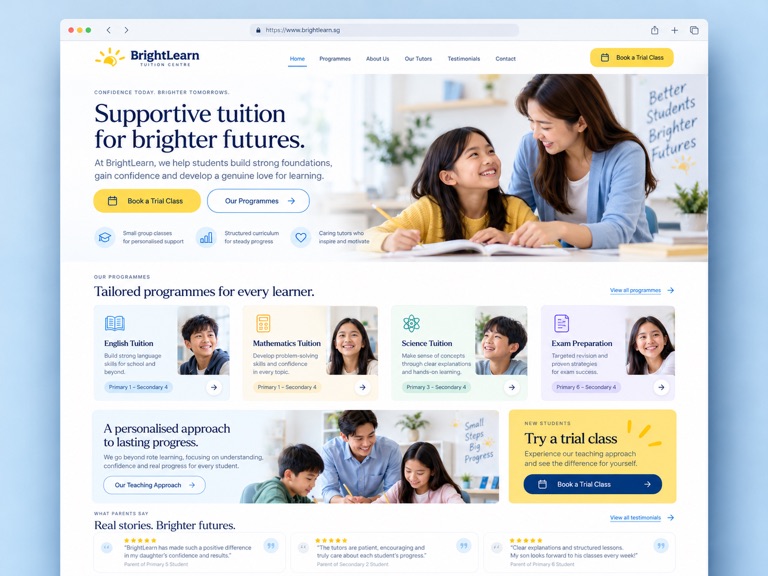 https://www.brightlearn.sg
BrightLearn
TUITION CENTRE
Home
Programmes
About Us
Our Tutors
Testimonials
Contact
Book a Trial Class
CONFIDENCE TODAY. BRIGHTER TOMORROWS.
Supportive tuition
for brighter futures.
At BrightLearn, we help students build strong foundations,
gain confidence and develop a genuine love for learning.
Book a Trial Class
Our Programmes
Small group classes
for personalised support
Structured curriculum
for steady progress
Caring tutors who
inspire and motivate
Better
Students
Brighter
Futures
OUR PROGRAMMES
Tailored programmes for every learner.
View all programmes
English Tuition
Build strong language
skills for school and
beyond.
Primary 1 – Secondary 4
Mathematics Tuition
Develop problem-solving
skills and confidence
in every topic.
Primary 1 – Secondary 4
Science Tuition
Make sense of concepts
through clear explanations
and hands-on learning.
Primary 3 – Secondary 4
Exam Preparation
Targeted revision and
proven strategies
for exam success.
Primary 6 – Secondary 4
A personalised approach
to lasting progress.
We go beyond rote learning, focusing on understanding,
confidence and real progress for every student.
Our Teaching Approach
Small
Steps
Big
Progress
NEW STUDENTS
Try a trial class
Experience our teaching approach
and see the difference for yourself.
Book a Trial Class
WHAT PARENTS SAY
Real stories. Brighter futures.
View all testimonials
"BrightLearn has made such a positive difference
in my daughter's confidence and results."
Parent of Primary 6 Student
"The tutors are patient, encouraging and
truly care about each student's progress."
Parent of Secondary 2 Student
"Clear explanations and structured lessons.
My son looks forward to his classes every week!"
Parent of Primary 6 Student